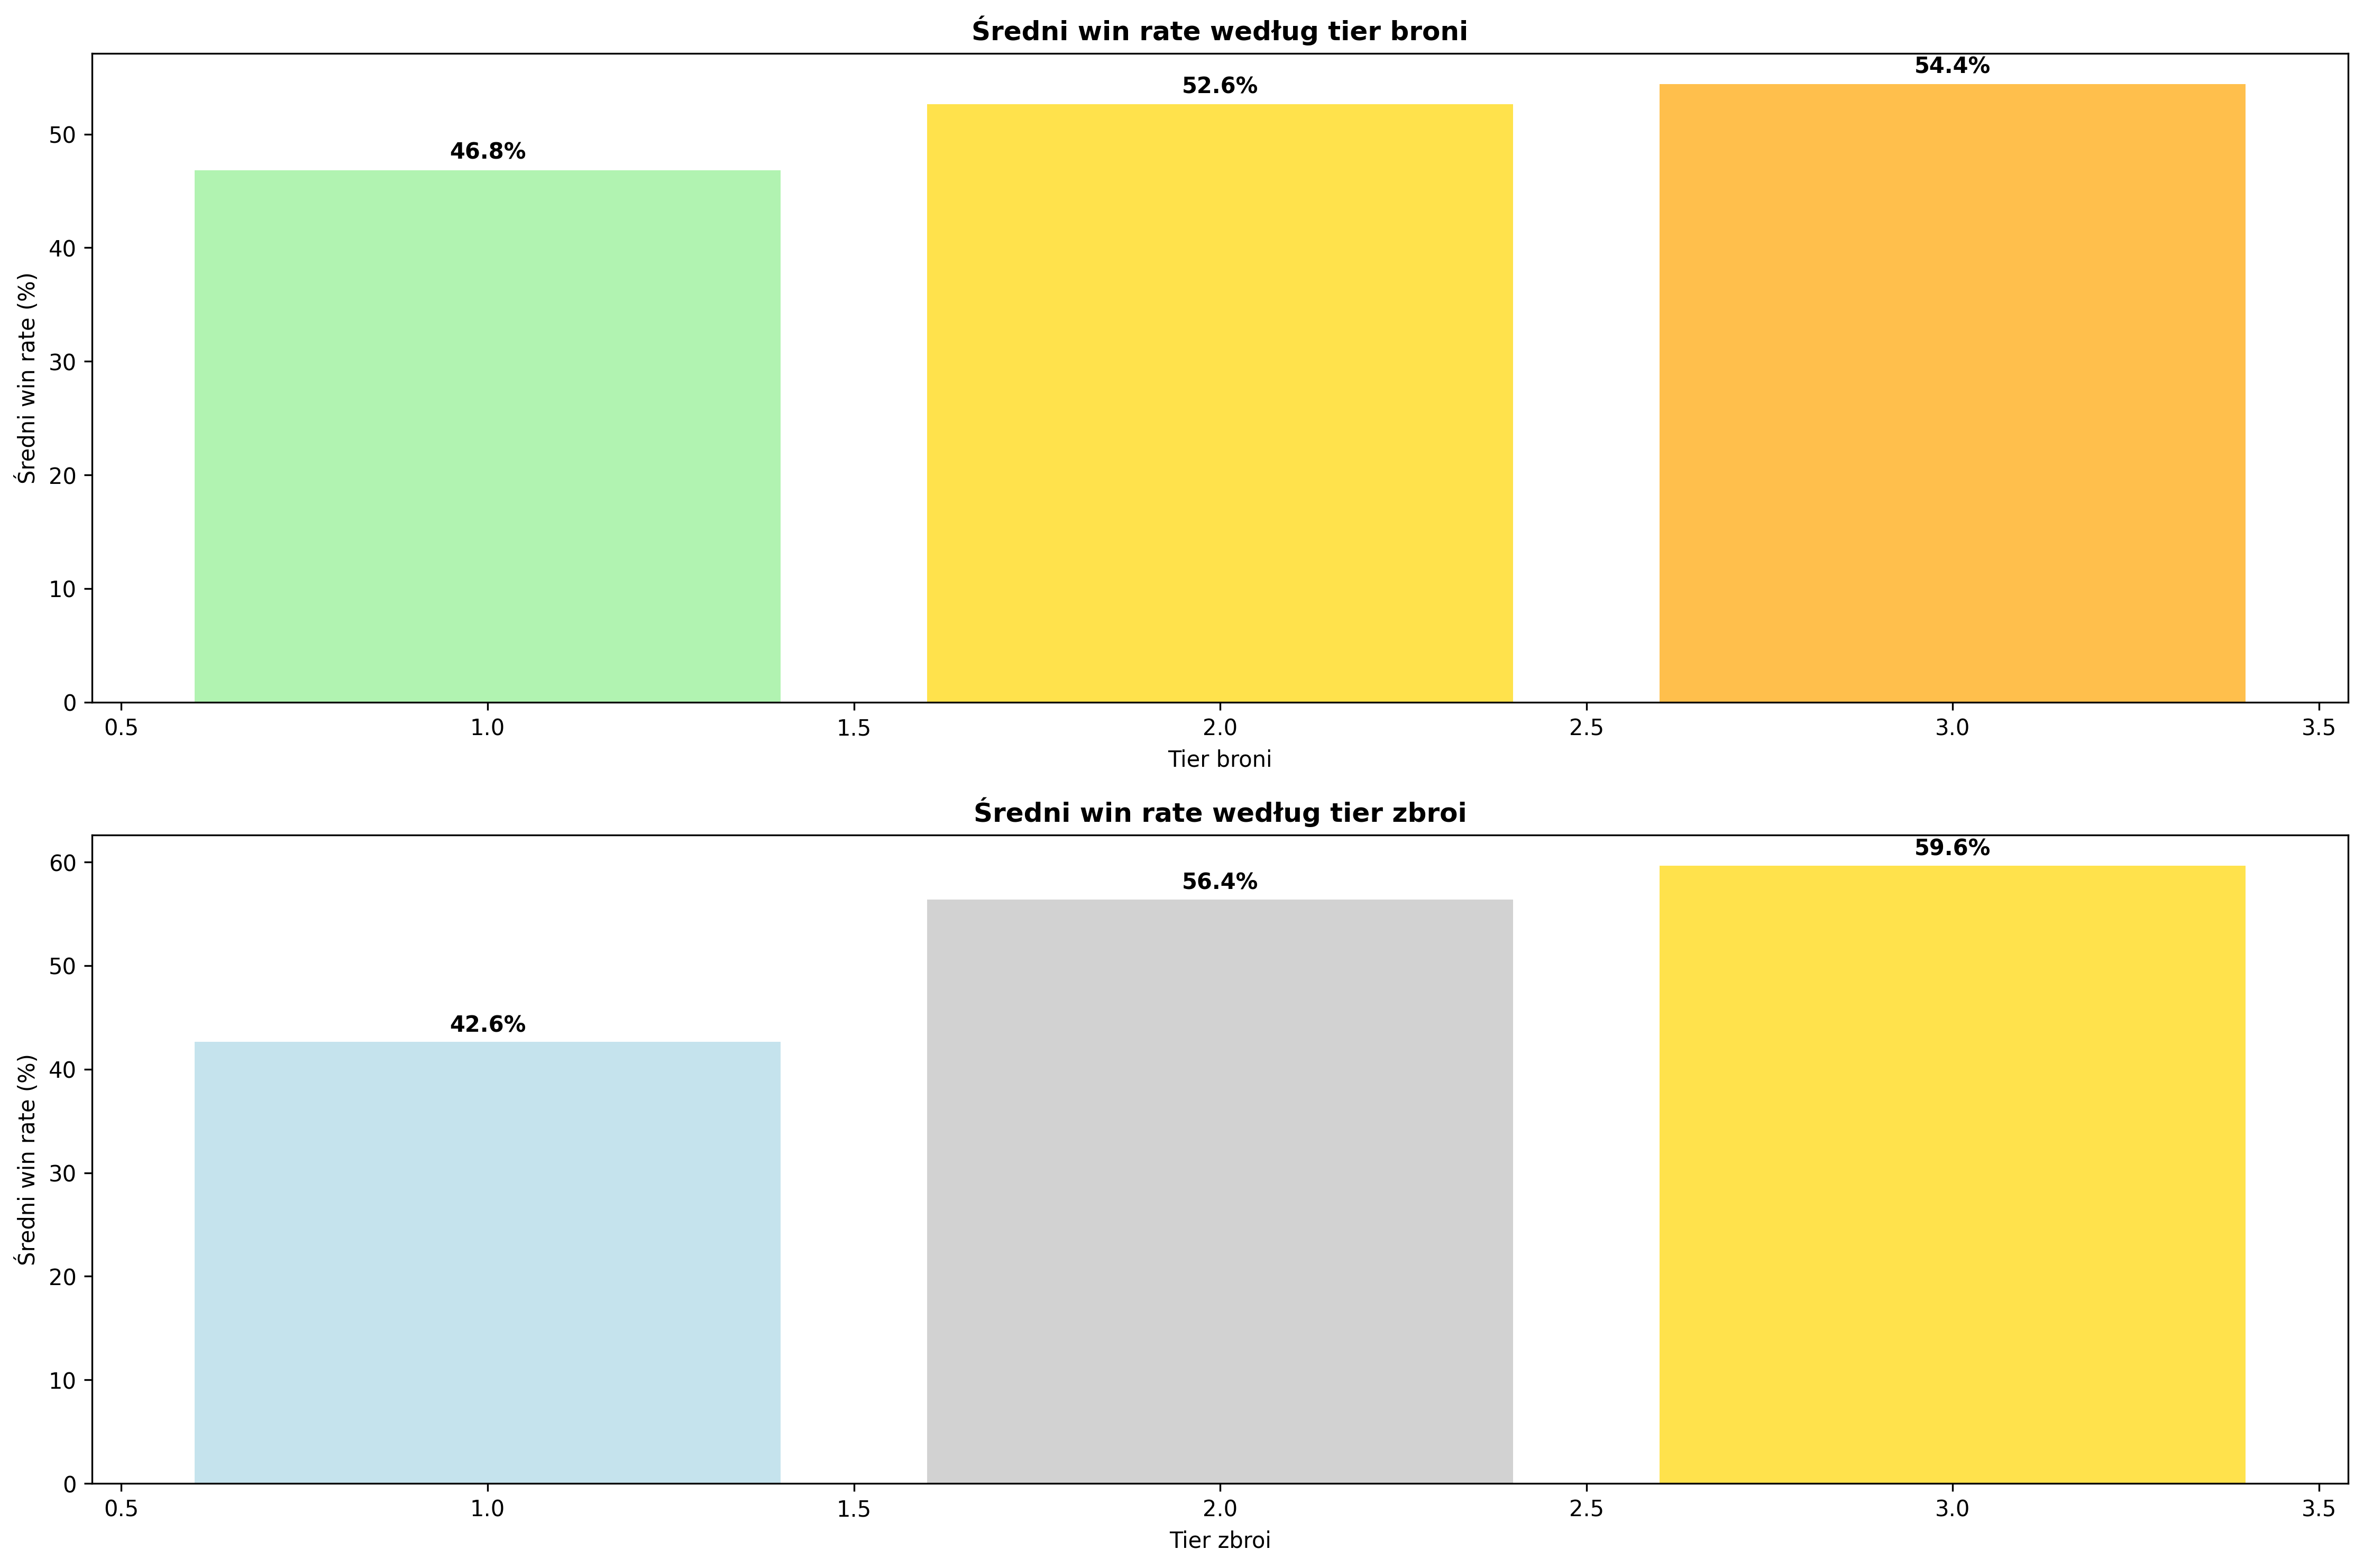 Średni win rate według tier broni
54.4%
52.6%
46.8%
50
40
30
20
10
0
Średni win rate (%)
0.5 1.0 1.5 2.0 2.5 3.0 3.5
Tier broni
Średni win rate według tier zbroi
59.6%
56.4%
42.6%
60
50
40
30
20
10
0
Średni win rate (%)
0.5 1.0 1.5 2.0 2.5 3.0 3.5
Tier zbroi